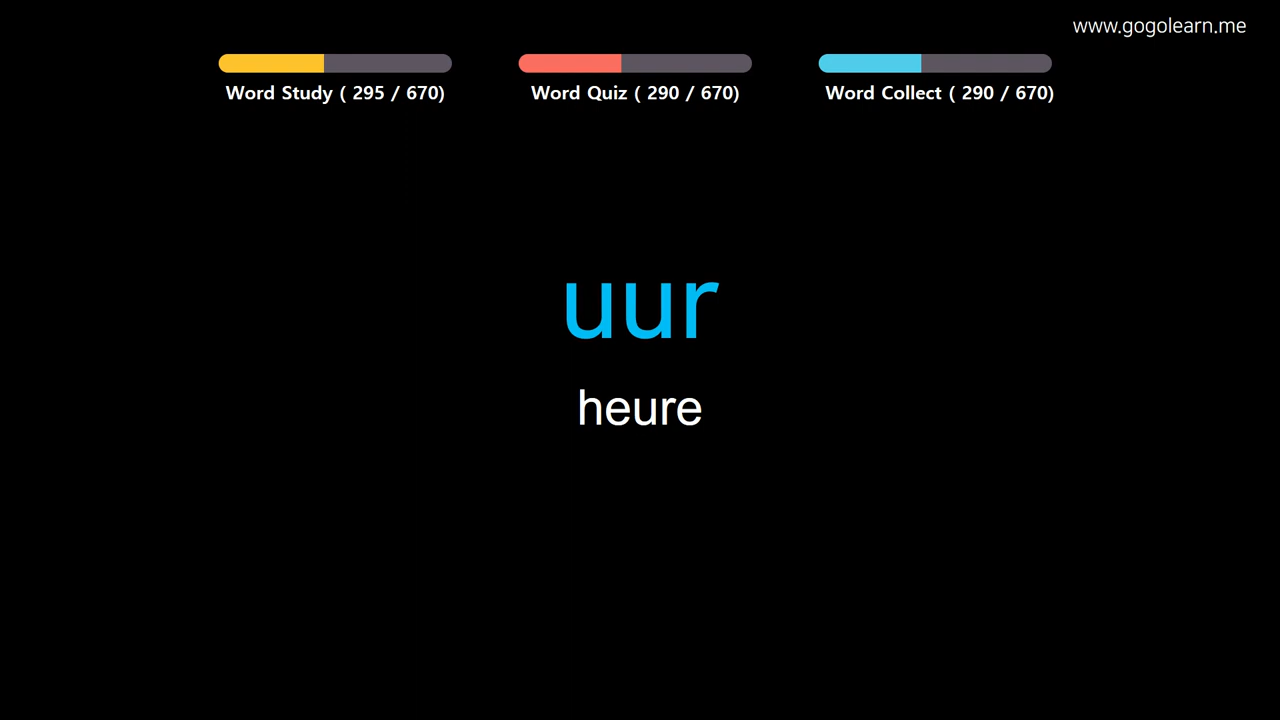 www.gogolearn.me
Word Study ( 295 / 670)
Word Quiz ( 290 / 670)
Word Collect ( 290 / 670)
uur
heure